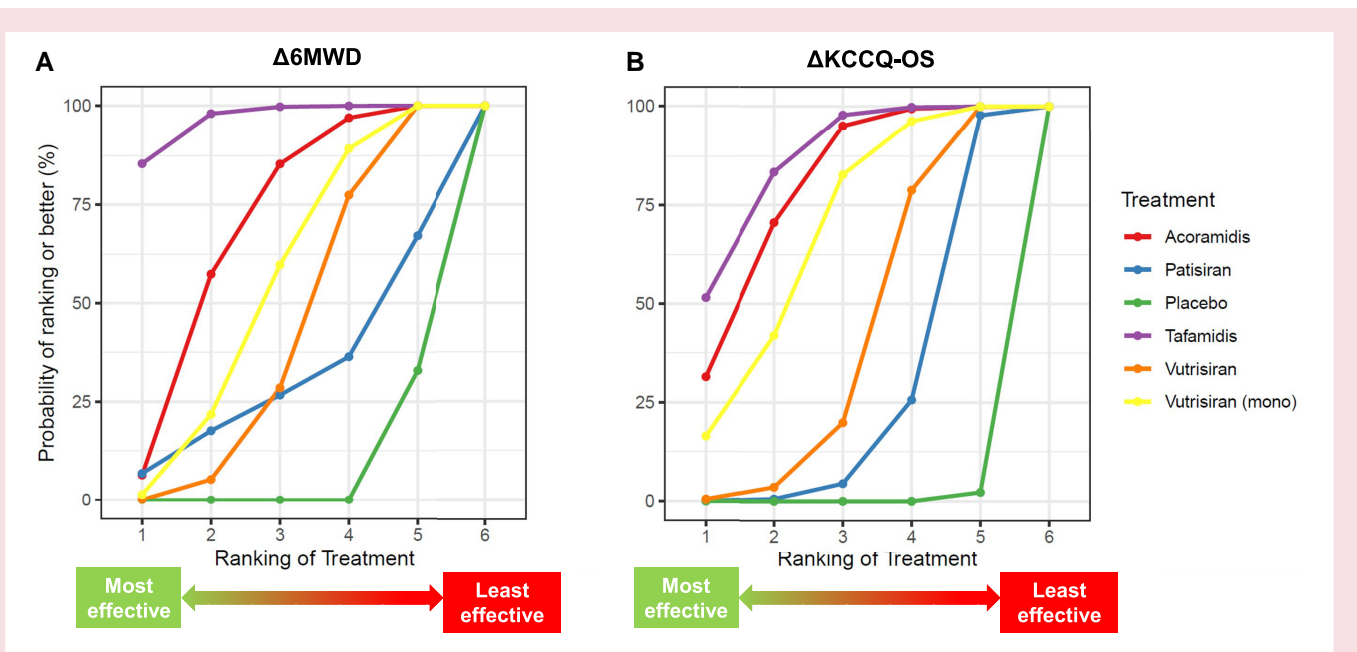 A
Δ6MWD
Probability of ranking or better (%)
100
75
50
25
0
1 2 3 4 5 6
Ranking of Treatment
Most
effective
Least
effective
B
ΔKCCQ-OS
100
75
50
25
0
1 2 3 4 5 6
Ranking of Treatment
Most
effective
Least
effective
Treatment
Acoramidis
Patisiran
Placebo
Tafamidis
Vutrisiran
Vutrisiran (mono)